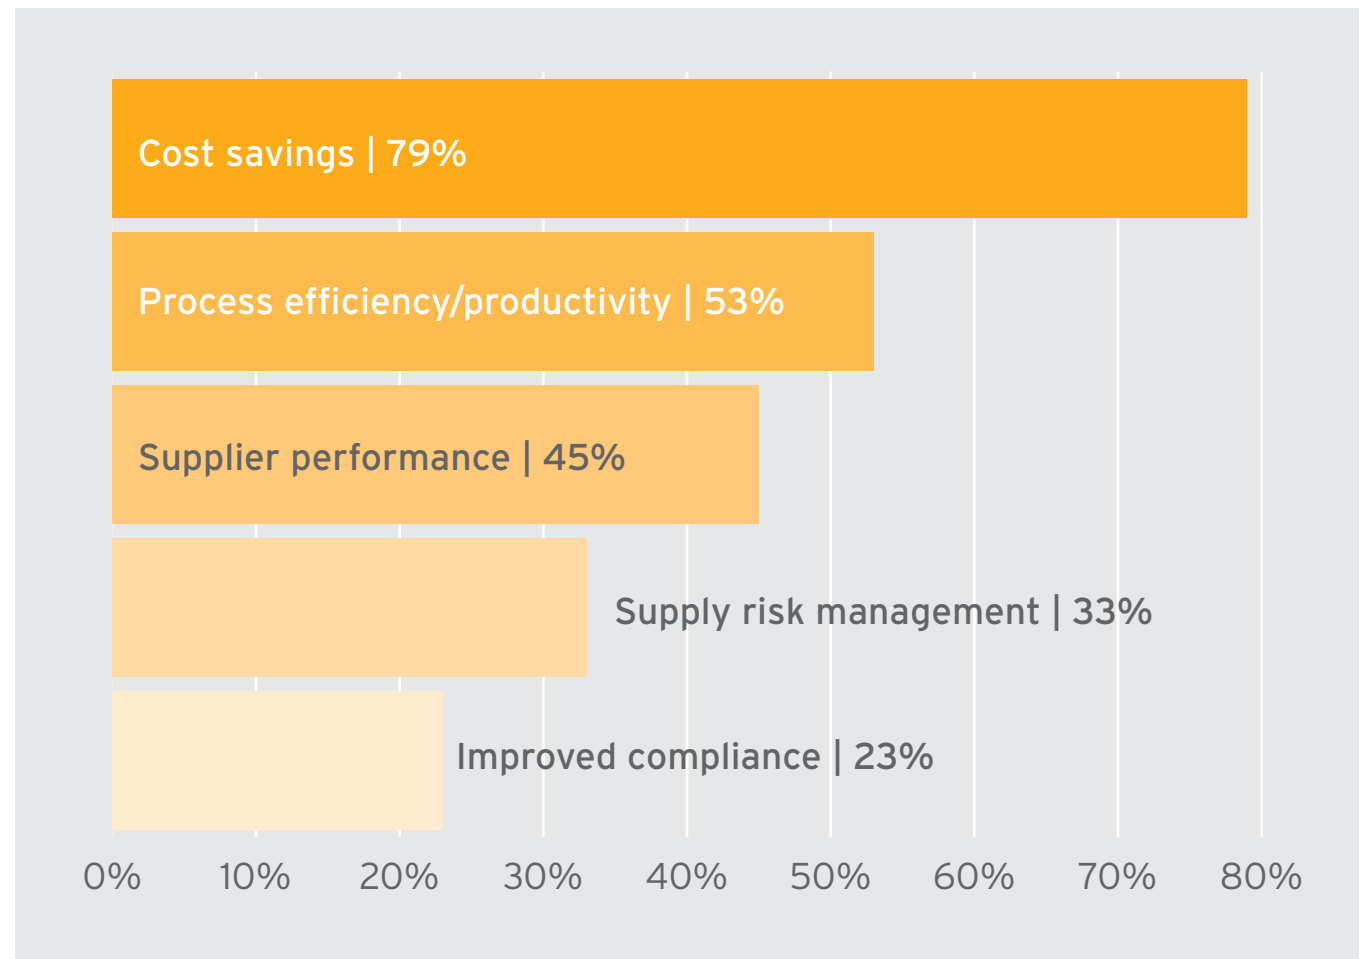 Cost savings | 79%
Process efficiency/productivity | 53%
Supplier performance | 45%
Supply risk management | 33%
Improved compliance | 23%
0% 10% 20% 30% 40% 50% 60% 70% 80%